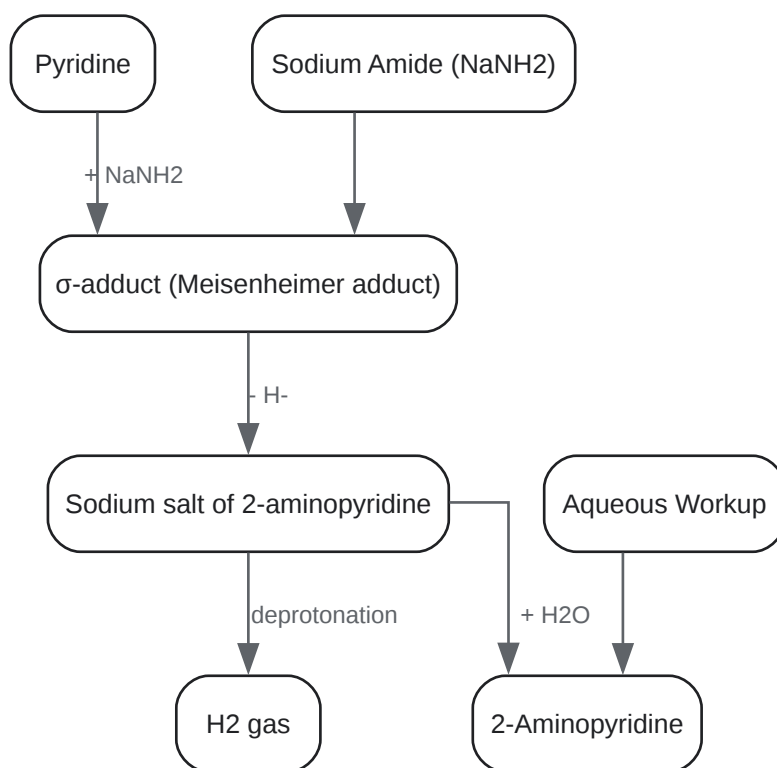 Pyridine
Sodium Amide (NaNH2)
+ NaNH2
σ-adduct (Meisenheimer adduct)
- H-
Sodium salt of 2-aminopyridine
Aqueous Workup
deprotonation
+ H2O
H2 gas
2-Aminopyridine